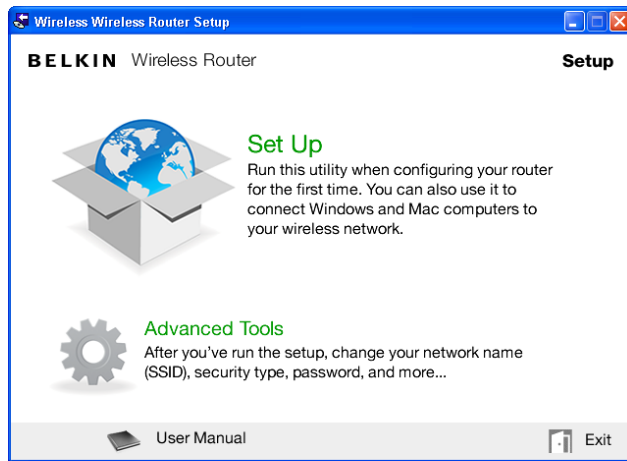 Wireless Wireless Router Setup
BELKIN Wireless Router Setup
Set Up
Run this utility when configuring your router
for the first time. You can also use it to
connect Windows and Mac computers to
your wireless network.
Advanced Tools
After you've run the setup, change your network name
(SSID), security type, password, and more...
User Manual Exit